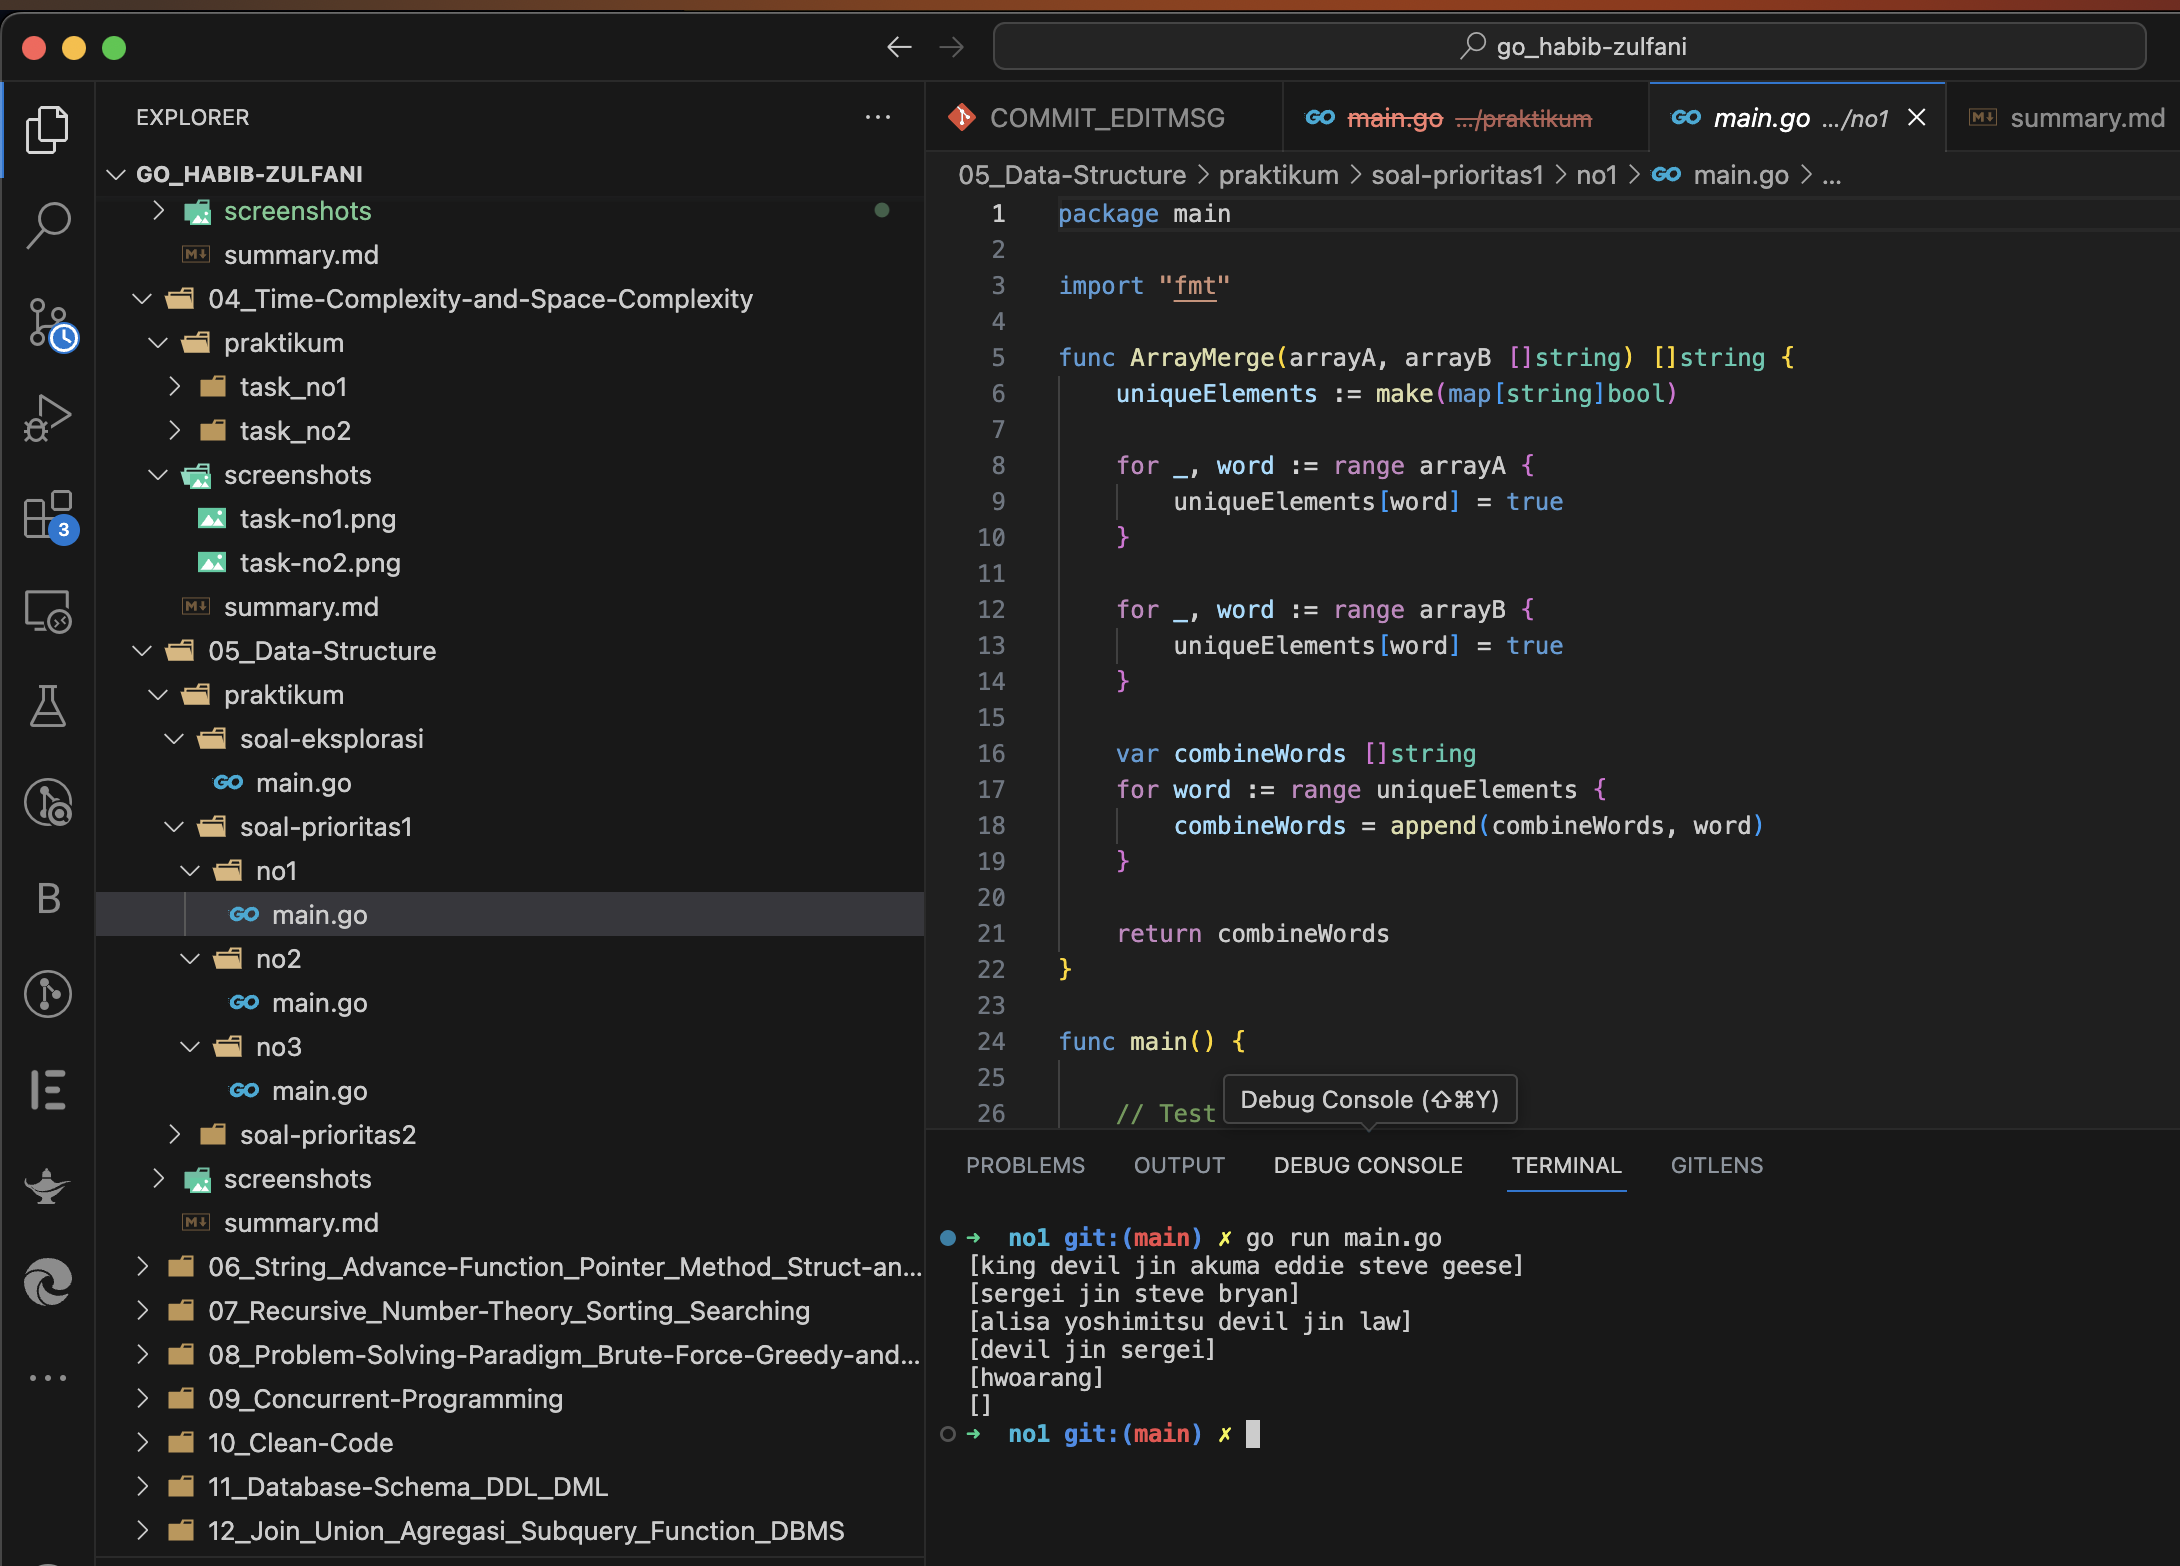 go_habib-zulfani
EXPLORER
GO_HABIB-ZULFANI
screenshots
summary.md
04_Time-Complexity-and-Space-Complexity
praktikum
task_no1
task_no2
screenshots
task-no1.png
task-no2.png
summary.md
05_Data-Structure
praktikum
soal-eksplorasi
GO main.go
soal-prioritas1
no1
GO main.go
no2
GO main.go
no3
GO main.go
soal-prioritas2
screenshots
summary.md
06_String_Advance-Function_Pointer_Method_Struct-an...
07_Recursive_Number-Theory_Sorting_Searching
08_Problem-Solving-Paradigm_Brute-Force-Greedy-and...
09_Concurrent-Programming
10_Clean-Code
11_Database-Schema_DDL_DML
12_Join_Union_Agregasi_Subquery_Function_DBMS
3
B
COMMIT_EDITMSG GO main.go .../praktikum GO main.go .../no1 summary.md
05_Data-Structure > praktikum > soal-prioritas1 > no1 > GO main.go > ...
1 package main
2
3 import "fmt"
4
5 func ArrayMerge(arrayA, arrayB []string) []string {
6 uniqueElements := make(map[string]bool)
7
8 for _, word := range arrayA {
9 uniqueElements[word] = true
10 }
11
12 for _, word := range arrayB {
13 uniqueElements[word] = true
14 }
15
16 var combineWords []string
17 for word := range uniqueElements {
18 combineWords = append(combineWords, word)
19 }
20
21 return combineWords
22 }
23
24 func main() {
25
26 // Test
Debug Console (⇧⌘Y)
PROBLEMS OUTPUT DEBUG CONSOLE TERMINAL GITLENS
➜ no1 git:(main) ✗ go run main.go
[king devil jin akuma eddie steve geese]
[sergei jin steve bryan]
[alisa yoshimitsu devil jin law]
[devil jin sergei]
[hwoarang]
[]
➜ no1 git:(main) ✗